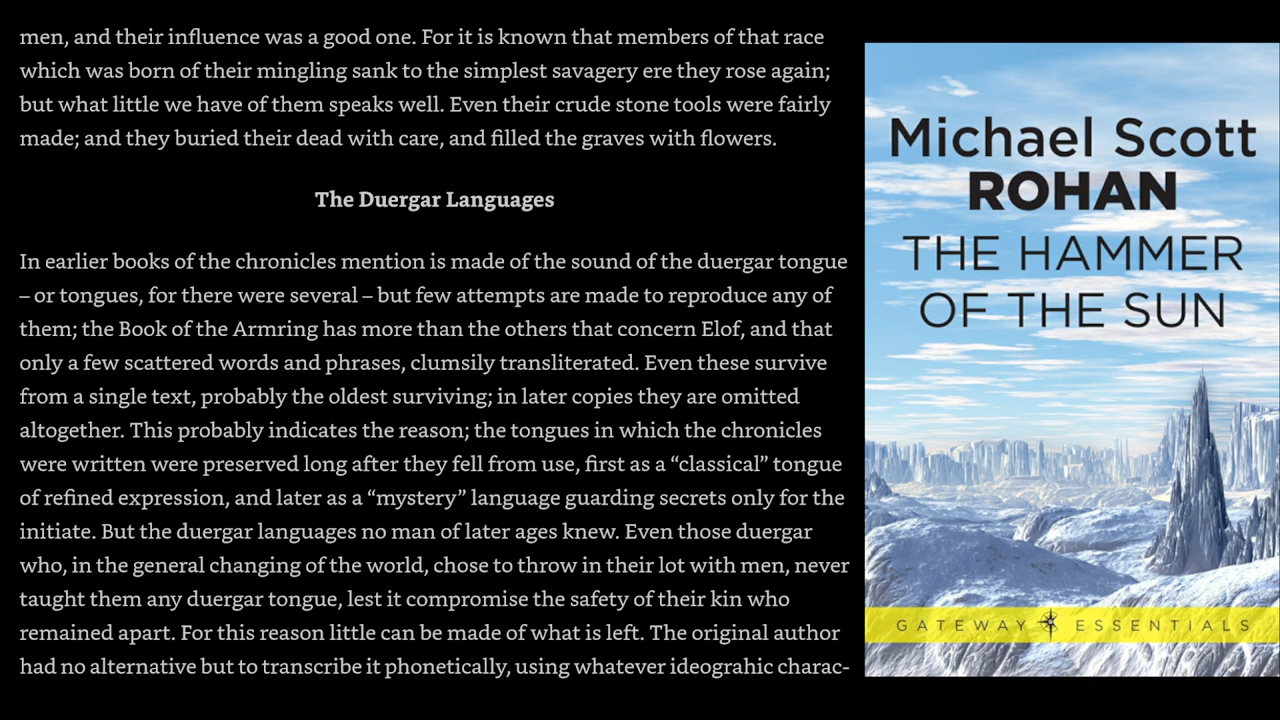 men, and their influence was a good one. For it is known that members of that race
which was born of their mingling sank to the simplest savagery ere they rose again;
but what little we have of them speaks well. Even their crude stone tools were fairly
made; and they buried their dead with care, and filled the graves with flowers.
The Duergar Languages
In earlier books of the chronicles mention is made of the sound of the duergar tongue
– or tongues, for there were several – but few attempts are made to reproduce any of
them; the Book of the Armring has more than the others that concern Elof, and that
only a few scattered words and phrases, clumsily transliterated. Even these survive
from a single text, probably the oldest surviving; in later copies they are omitted
altogether. This probably indicates the reason; the tongues in which the chronicles
were written were preserved long after they fell from use, first as a “classical” tongue
of refined expression, and later as a “mystery” language guarding secrets only for the
initiate. But the duergar languages no man of later ages knew. Even those duergar
who, in the general changing of the world, chose to throw in their lot with men, never
taught them any duergar tongue, lest it compromise the safety of their kin who
remained apart. For this reason little can be made of what is left. The original author
had no alternative but to transcribe it phonetically, using whatever ideograhic charac-
Michael Scott
ROHAN
THE HAMMER
OF THE SUN
GATEWAY ESSENTIALS